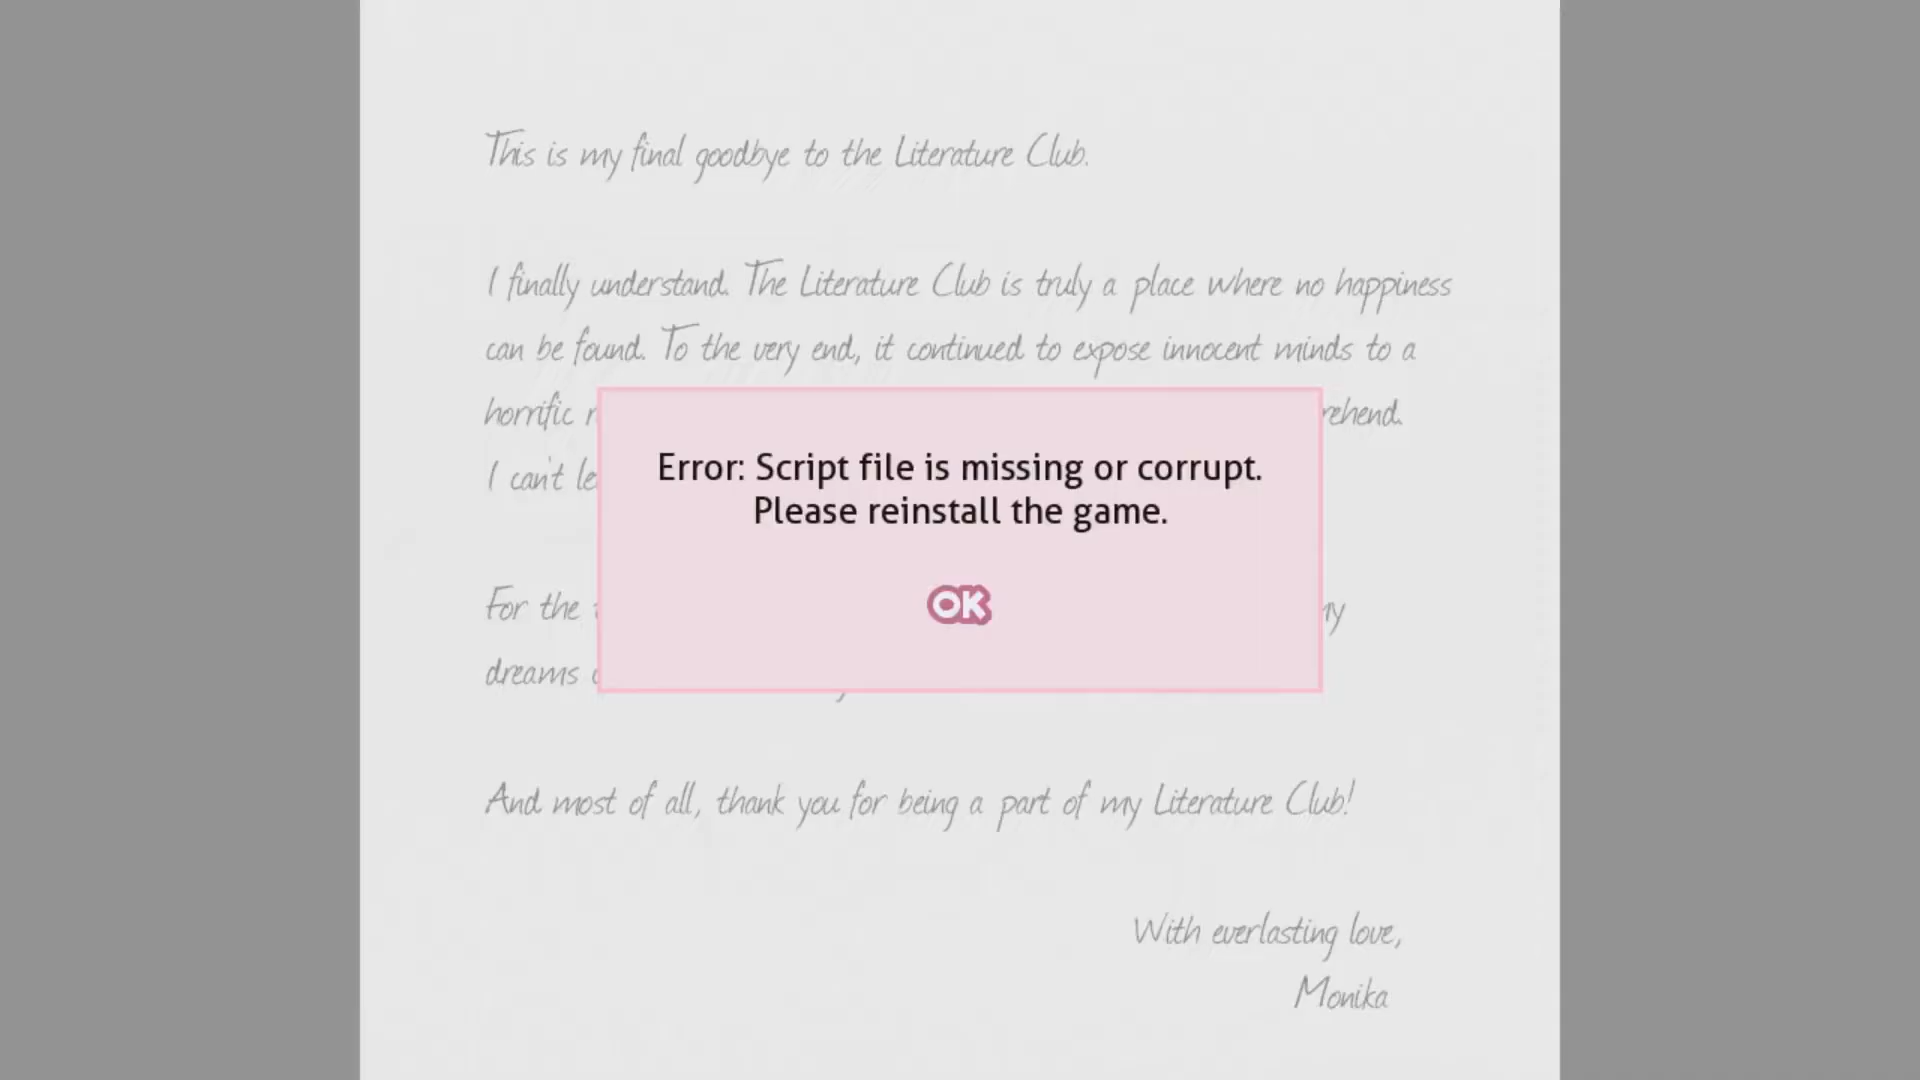 This is my final goodbye to the Literature Club.
I finally understand. The Literature Club is truly a place where no happiness
can be found. To the very end, it continued to expose innocent minds to a
horrific
I can't
Error: Script file is missing or corrupt.
Please reinstall the game.
OK
For the
dreams
And most of all, thank you for being a part of my Literature Club!
With everlasting love,
Monika